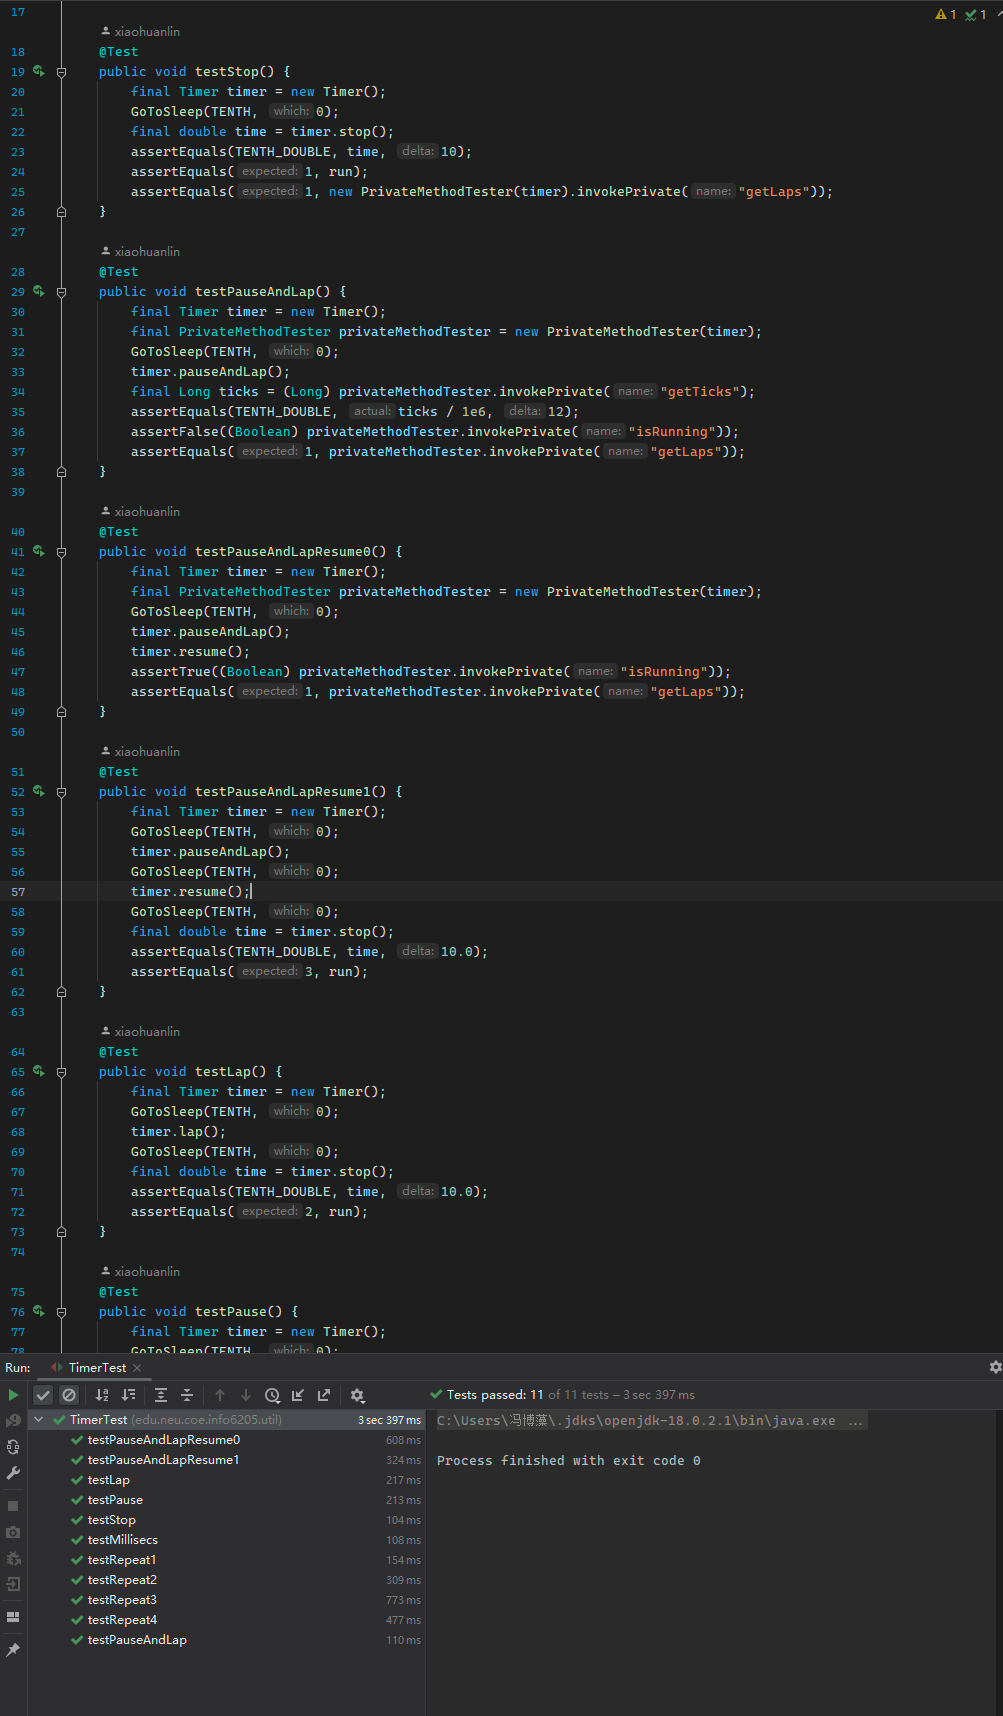 17
1 1
xiaohuanlin
18 @Test
19 public void testStop() {
20 final Timer timer = new Timer();
21 GoToSleep(TENTH, which: 0);
22 final double time = timer.stop();
23 assertEquals(TENTH_DOUBLE, time, delta: 10);
24 assertEquals( expected: 1, run);
25 assertEquals( expected: 1, new PrivateMethodTester(timer).invokePrivate( name: "getLaps"));
26 }
27
xiaohuanlin
28 @Test
29 public void testPauseAndLap() {
30 final Timer timer = new Timer();
31 final PrivateMethodTester privateMethodTester = new PrivateMethodTester(timer);
32 GoToSleep(TENTH, which: 0);
33 timer.pauseAndLap();
34 final Long ticks = (Long) privateMethodTester.invokePrivate( name: "getTicks");
35 assertEquals(TENTH_DOUBLE, actual: ticks / 1e6, delta: 12);
36 assertFalse((Boolean) privateMethodTester.invokePrivate( name: "isRunning"));
37 assertEquals( expected: 1, privateMethodTester.invokePrivate( name: "getLaps"));
38 }
39
xiaohuanlin
40 @Test
41 public void testPauseAndLapResume0() {
42 final Timer timer = new Timer();
43 final PrivateMethodTester privateMethodTester = new PrivateMethodTester(timer);
44 GoToSleep(TENTH, which: 0);
45 timer.pauseAndLap();
46 timer.resume();
47 assertTrue((Boolean) privateMethodTester.invokePrivate( name: "isRunning"));
48 assertEquals( expected: 1, privateMethodTester.invokePrivate( name: "getLaps"));
49 }
50
xiaohuanlin
51 @Test
52 public void testPauseAndLapResume1() {
53 final Timer timer = new Timer();
54 GoToSleep(TENTH, which: 0);
55 timer.pauseAndLap();
56 GoToSleep(TENTH, which: 0);
57 timer.resume();
58 GoToSleep(TENTH, which: 0);
59 final double time = timer.stop();
60 assertEquals(TENTH_DOUBLE, time, delta: 10.0);
61 assertEquals( expected: 3, run);
62 }
63
xiaohuanlin
64 @Test
65 public void testLap() {
66 final Timer timer = new Timer();
67 GoToSleep(TENTH, which: 0);
68 timer.lap();
69 GoToSleep(TENTH, which: 0);
70 final double time = timer.stop();
71 assertEquals(TENTH_DOUBLE, time, delta: 10.0);
72 assertEquals( expected: 2, run);
73 }
74
xiaohuanlin
75 @Test
76 public void testPause() {
77 final Timer timer = new Timer();
78 GoToSleep(TENTH, which: 0);
Run: TimerTest
Tests passed: 11 of 11 tests – 3 sec 397 ms
TimerTest (edu.neu.coe.info6205.util) 3 sec 397 ms
testPauseAndLapResume0 608 ms
testPauseAndLapResume1 324 ms
testLap 217 ms
testPause 213 ms
testStop 104 ms
testMillisecs 108 ms
testRepeat1 154 ms
testRepeat2 309 ms
testRepeat3 773 ms
testRepeat4 477 ms
testPauseAndLap 110 ms
C:\Users\冯博藻\.jdks\openjdk-18.0.2.1\bin\java.exe ...
Process finished with exit code 0